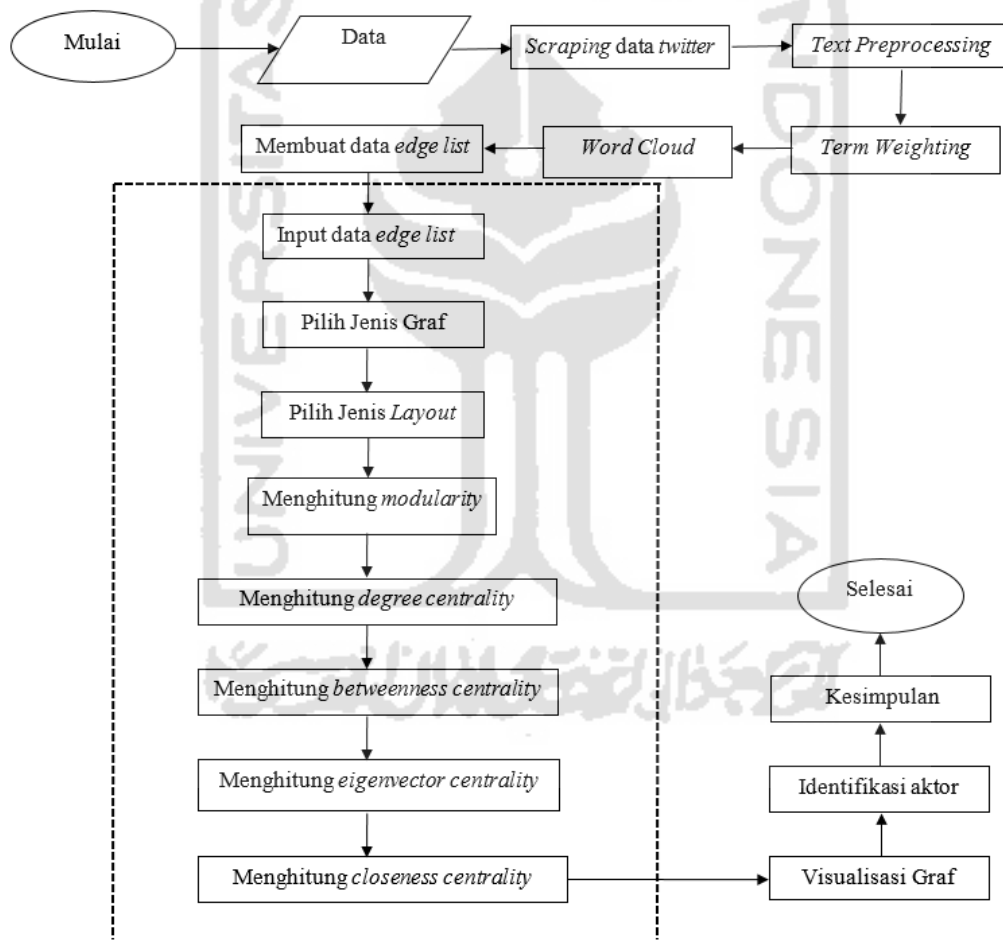 Mulai
Data
Scraping data twitter
Text Preprocessing
Membuat data edge list
Word Cloud
Term Weighting
Input data edge list
Pilih Jenis Graf
Pilih Jenis Layout
Menghitung modularity
Menghitung degree centrality
Menghitung betweenness centrality
Menghitung eigenvector centrality
Menghitung closeness centrality
Visualisasi Graf
Identifikasi aktor
Kesimpulan
Selesai
UNIVERSITAS
INDONESIA